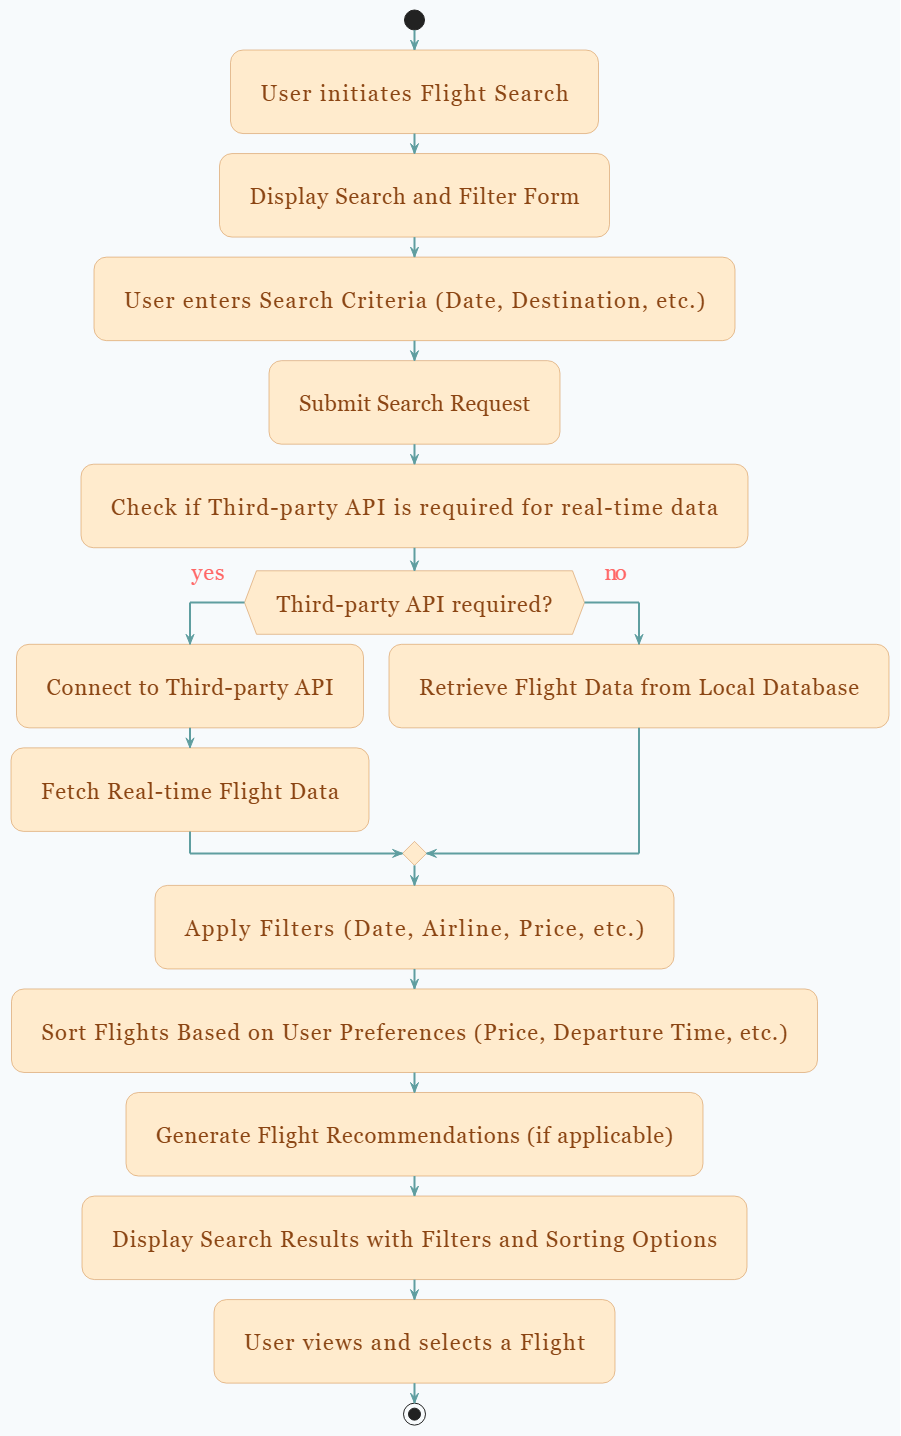 User initiates Flight Search
Display Search and Filter Form
User enters Search Criteria (Date, Destination, etc.)
Submit Search Request
Check if Third-party API is required for real-time data
yes
no
Third-party API required?
Connect to Third-party API
Retrieve Flight Data from Local Database
Fetch Real-time Flight Data
Apply Filters (Date, Airline, Price, etc.)
Sort Flights Based on User Preferences (Price, Departure Time, etc.)
Generate Flight Recommendations (if applicable)
Display Search Results with Filters and Sorting Options
User views and selects a Flight